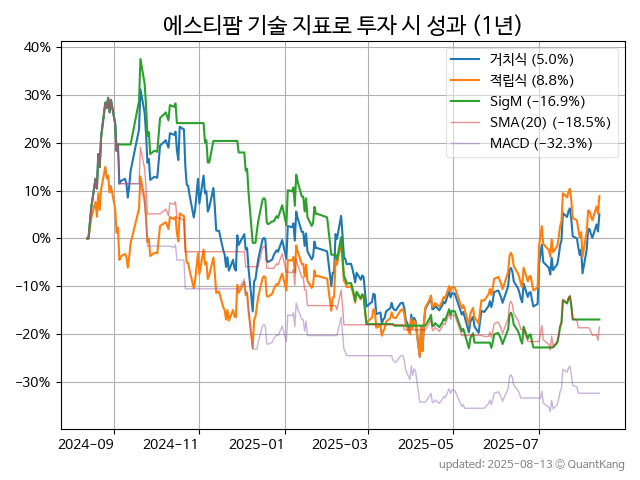 에스티팜 기술 지표로 투자 시 성과 (1년)
거치식 (5.0%)
적립식 (8.8%)
SigM (−16.9%)
SMA(20) (−18.5%)
MACD (−32.3%)
40%
30%
20%
10%
0%
−10%
−20%
−30%
2024-09
2024-11
2025-01
2025-03
2025-05
2025-07
updated: 2025-08-13 © QuantKang